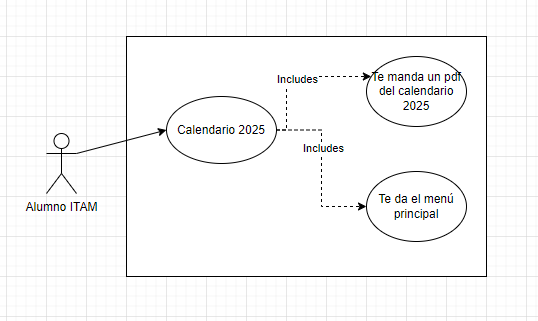 Includes
Te manda un pdf
del calendario
2025
Calendario 2025
Includes
Te da el menú
principal
Alumno ITAM